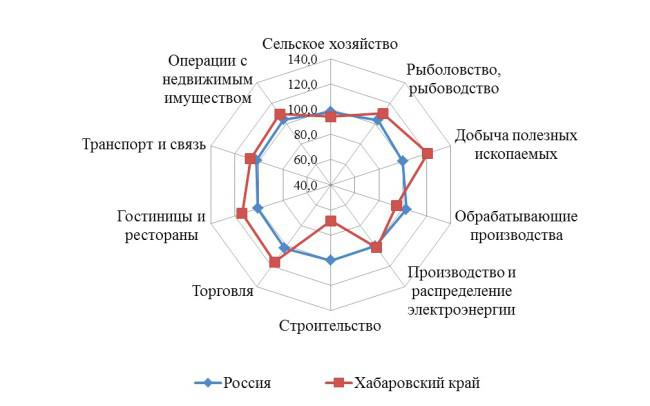 Сельское хозяйство
140,0
120,0
100,0
80,0
60,0
40,0
Рыболовство,
рыбоводство
Добыча полезных
ископаемых
Обрабатывающие
производства
Производство и
распределение
электроэнергии
Строительство
Торговля
Гостиницы и
рестораны
Транспорт и связь
Операции с
недвижимым
имуществом
Россия
Хабаровский край